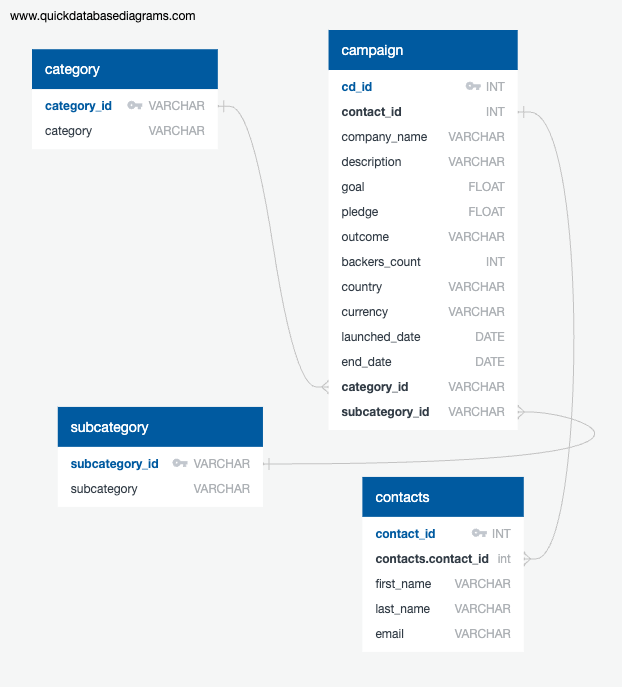 www.quickdatabasediagrams.com
category
category_id VARCHAR
category VARCHAR
campaign
cd_id INT
contact_id INT
company_name VARCHAR
description VARCHAR
goal FLOAT
pledge FLOAT
outcome VARCHAR
backers_count INT
country VARCHAR
currency VARCHAR
launched_date DATE
end_date DATE
category_id VARCHAR
subcategory_id VARCHAR
subcategory
subcategory_id VARCHAR
subcategory VARCHAR
contacts
contact_id INT
contacts.contact_id int
first_name VARCHAR
last_name VARCHAR
email VARCHAR